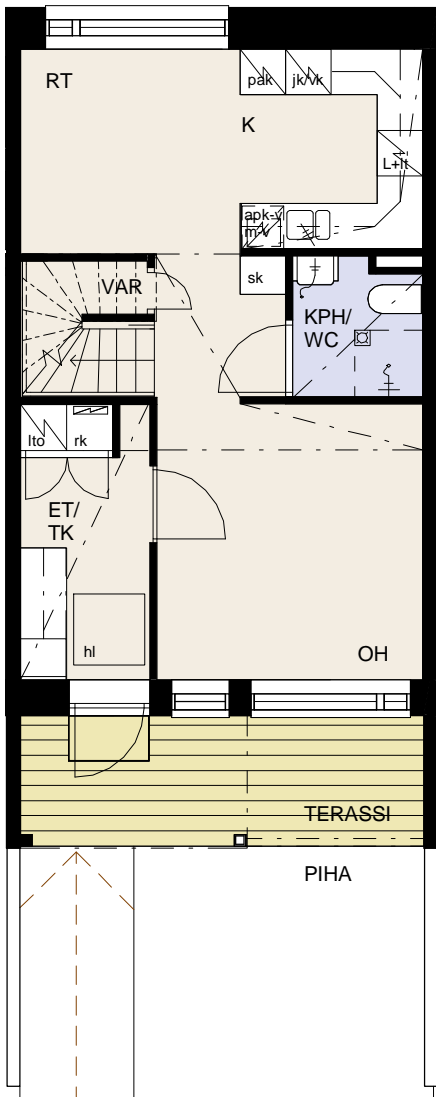 RT
pak
jk/vk
K
L+lt
apk-v
m-v
VAR
sk
KPH/
WC
lto
rk
ET/
TK
hl
OH
TERASSI
PIHA